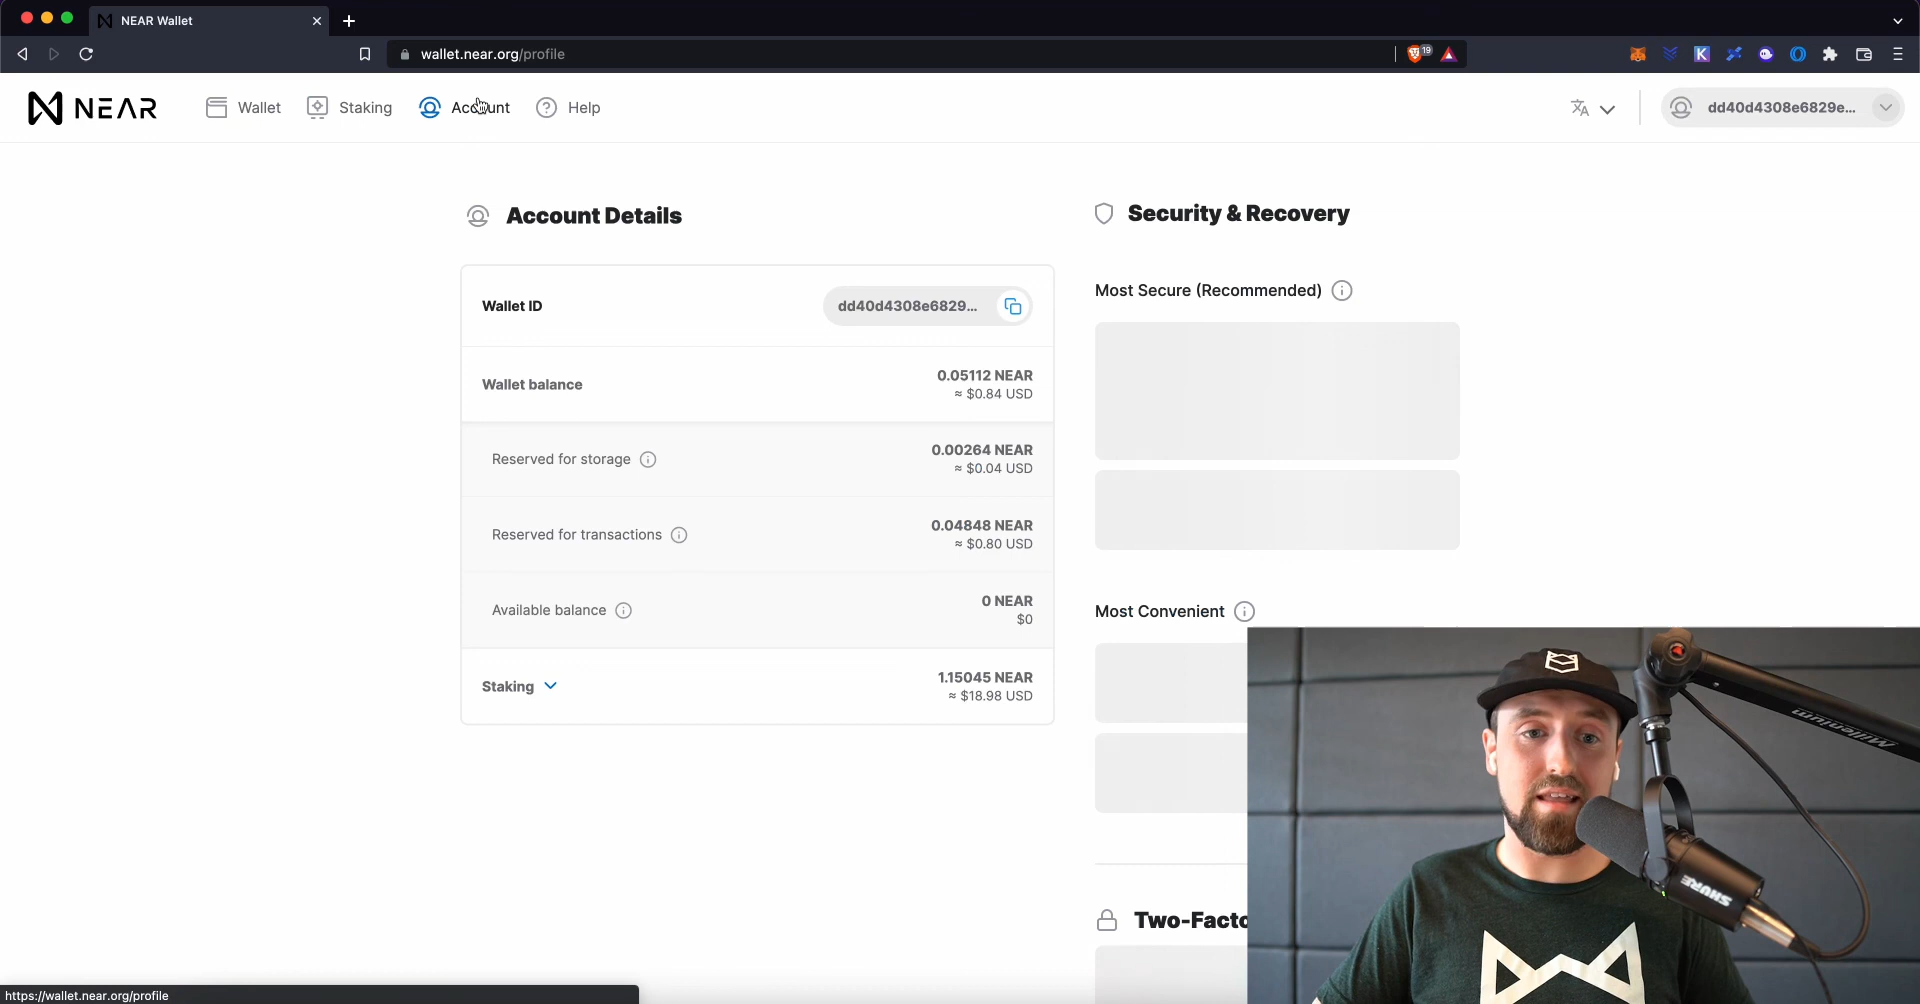 NEAR Wallet
wallet.near.org/profile
19
K
NEAR
Wallet
Staking
Account
Help
dd40d4308e6829e...
Account Details
Wallet ID
dd40d4308e6829...
Wallet balance
0.05112 NEAR
≈ $0.84 USD
Reserved for storage
0.00264 NEAR
≈ $0.04 USD
Reserved for transactions
0.04848 NEAR
≈ $0.80 USD
Available balance
0 NEAR
$0
Staking
1.15045 NEAR
≈ $18.98 USD
Security & Recovery
Most Secure (Recommended)
Most Convenient
Two-Facto
Millenium
SHURE
https://wallet.near.org/profile